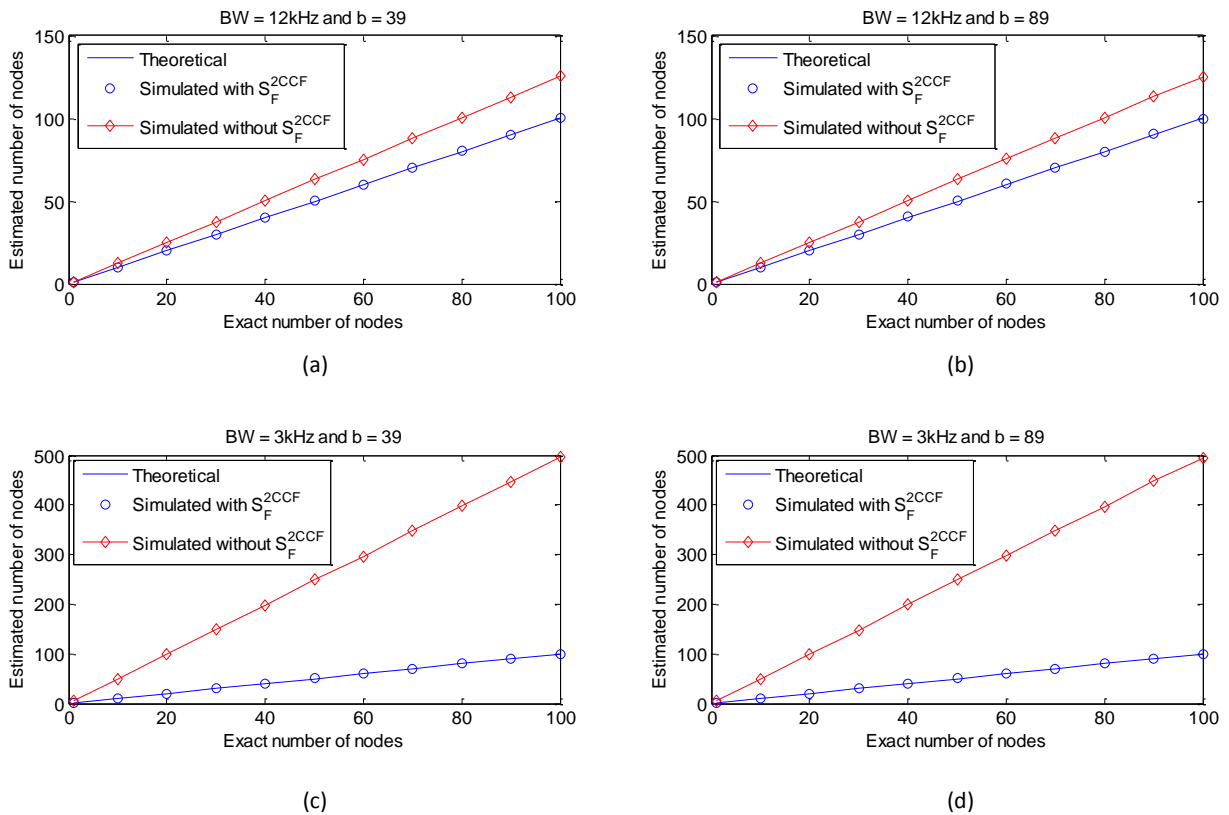 BW = 12kHz and b = 39
150
100
50
0
Estimated number of nodes
Theoretical
Simulated with S_F^2CCF
Simulated without S_F^2CCF
0 20 40 60 80 100
Exact number of nodes
(a)
BW = 12kHz and b = 89
150
100
50
0
Estimated number of nodes
Theoretical
Simulated with S_F^2CCF
Simulated without S_F^2CCF
0 20 40 60 80 100
Exact number of nodes
(b)
BW = 3kHz and b = 39
500
400
300
200
100
0
Estimated number of nodes
Theoretical
Simulated with S_F^2CCF
Simulated without S_F^2CCF
0 20 40 60 80 100
Exact number of nodes
(c)
BW = 3kHz and b = 89
500
400
300
200
100
0
Estimated number of nodes
Theoretical
Simulated with S_F^2CCF
Simulated without S_F^2CCF
0 20 40 60 80 100
Exact number of nodes
(d)